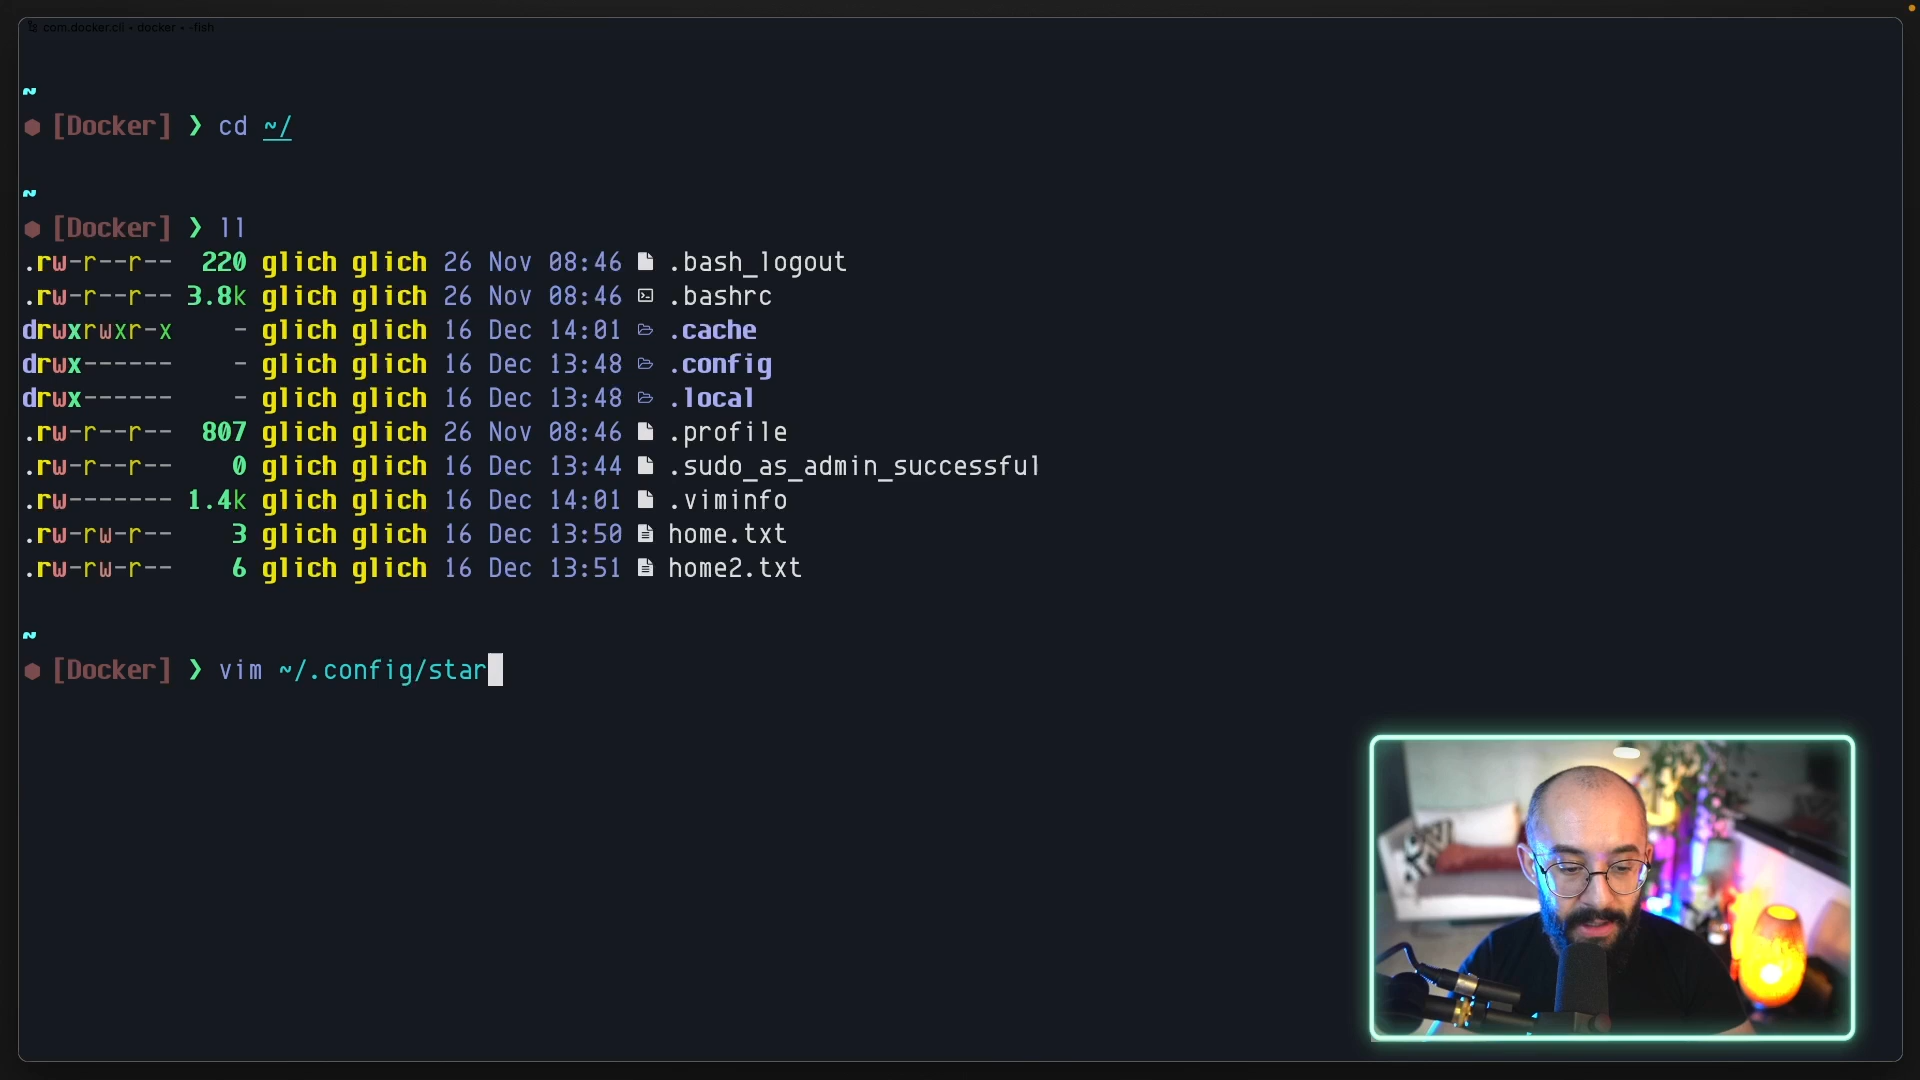 com.docker.cli • docker • -fish
~
[Docker] ❯ cd ~/
~
[Docker] ❯ ll
.rw-r--r-- 220 glich glich 26 Nov 08:46 .bash_logout
.rw-r--r-- 3.8k glich glich 26 Nov 08:46 .bashrc
drwxrwxr-x - glich glich 16 Dec 14:01 .cache
drwx------ - glich glich 16 Dec 13:48 .config
drwx------ - glich glich 16 Dec 13:48 .local
.rw-r--r-- 807 glich glich 26 Nov 08:46 .profile
.rw-r--r-- 0 glich glich 16 Dec 13:44 .sudo_as_admin_successful
.rw------- 1.4k glich glich 16 Dec 14:01 .viminfo
.rw-rw-r-- 3 glich glich 16 Dec 13:50 home.txt
.rw-rw-r-- 6 glich glich 16 Dec 13:51 home2.txt
~
[Docker] ❯ vim ~/.config/star